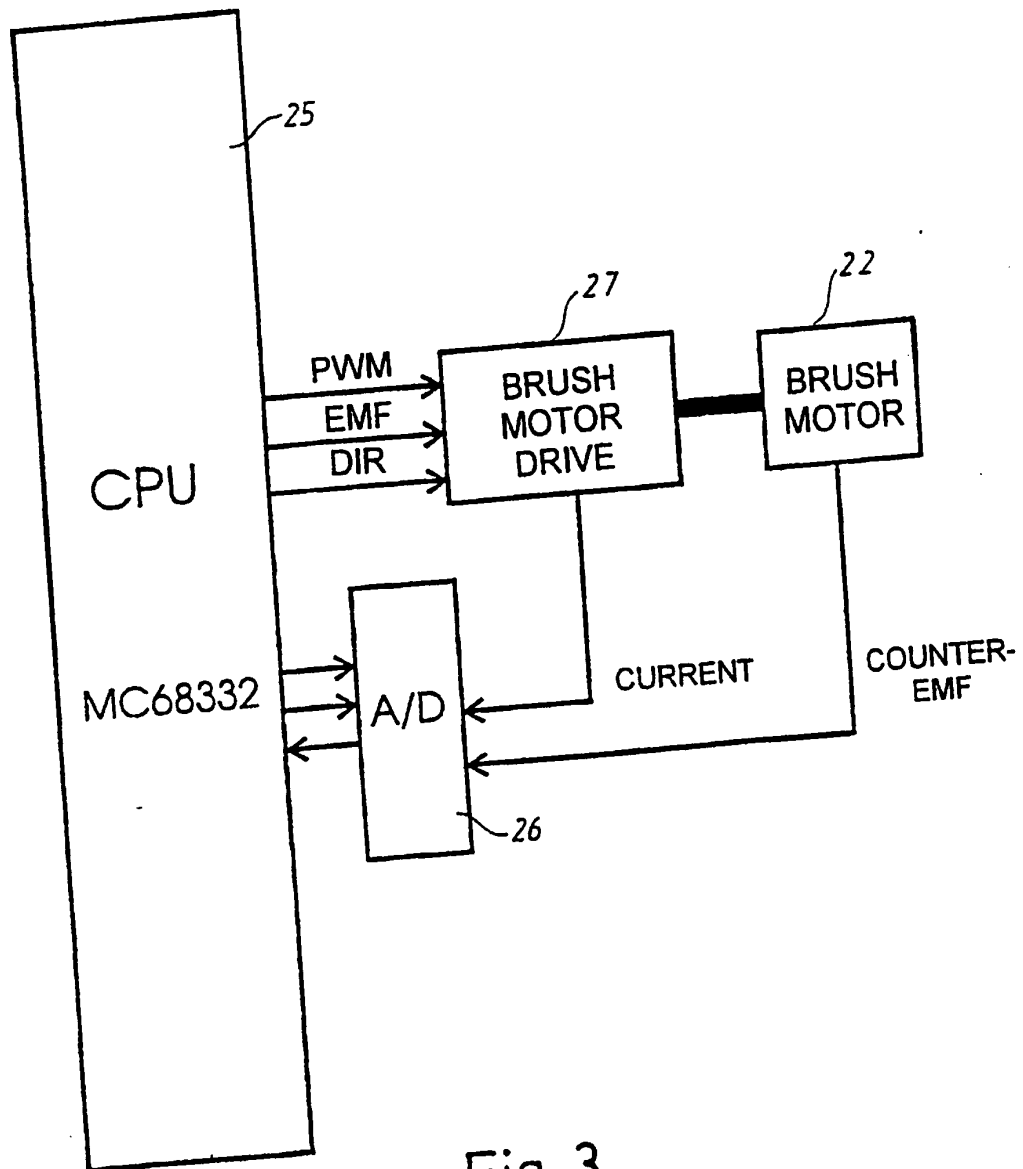 25
27
22
PWM
EMF
DIR
BRUSH
MOTOR
DRIVE
BRUSH
MOTOR
CPU
MC68332
A/D
CURRENT
COUNTER-
EMF
26
Fig. 3